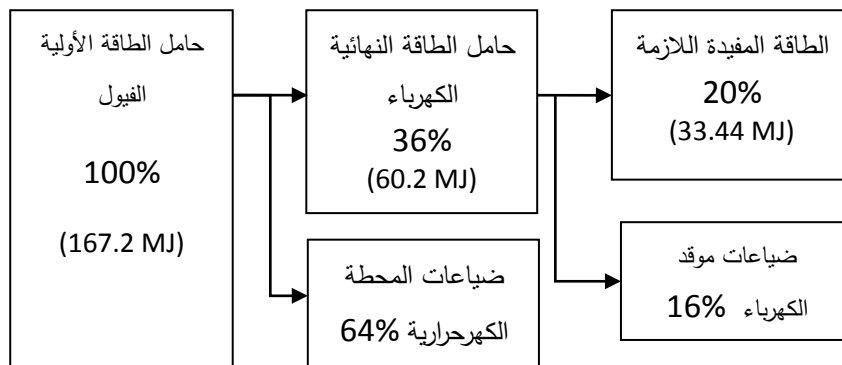 حامل الطاقة الأولية
الفيول
100%
(167.2 MJ)
حامل الطاقة النهائية
الكهرباء
36%
(60.2 MJ)
الطاقة المفيدة اللازمة
20%
(33.44 MJ)
ضياعات المحطة
الكهرحرارية 64%
ضياعات موقد
الكهرباء 16%